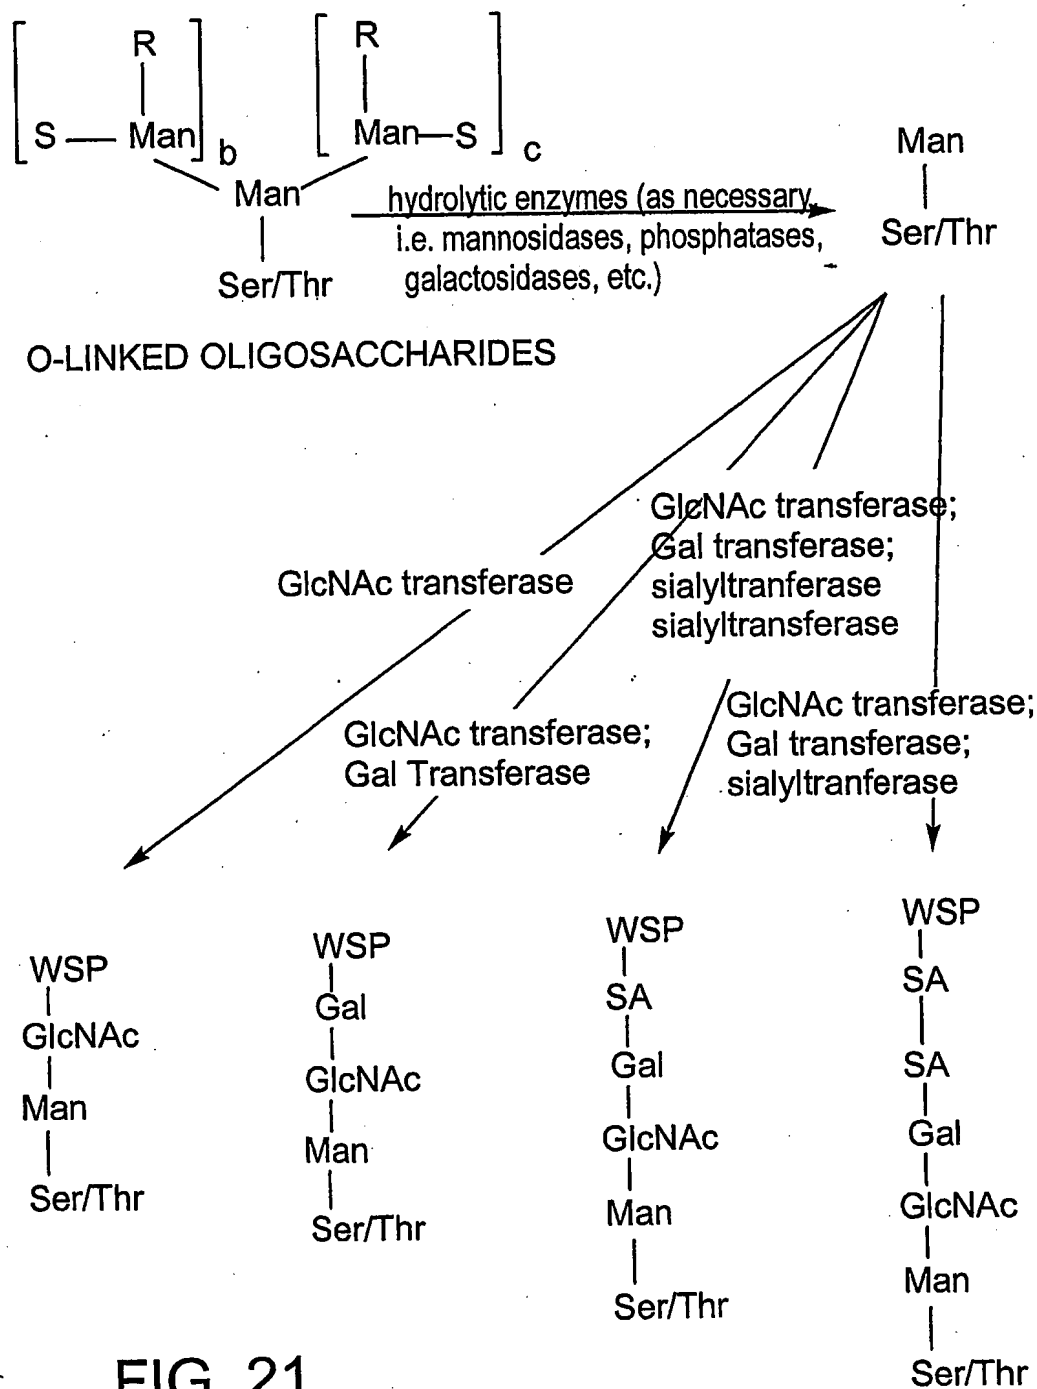 R
R
S — Man
b
Man—S
c
Man
Ser/Thr
hydrolytic enzymes (as necessary,
i.e. mannosidases, phosphatases,
galactosidases, etc.)
Man
Ser/Thr
O-LINKED OLIGOSACCHARIDES
GlcNAc transferase
GlcNAc transferase;
Gal Transferase
GlcNAc transferase;
Gal transferase;
sialyltranferase
sialyltransferase
GlcNAc transferase;
Gal transferase;
sialyltranferase
WSP
GlcNAc
Man
Ser/Thr
WSP
Gal
GlcNAc
Man
Ser/Thr
WSP
SA
Gal
GlcNAc
Man
Ser/Thr
WSP
SA
SA
Gal
GlcNAc
Man
Ser/Thr
FIG. 21